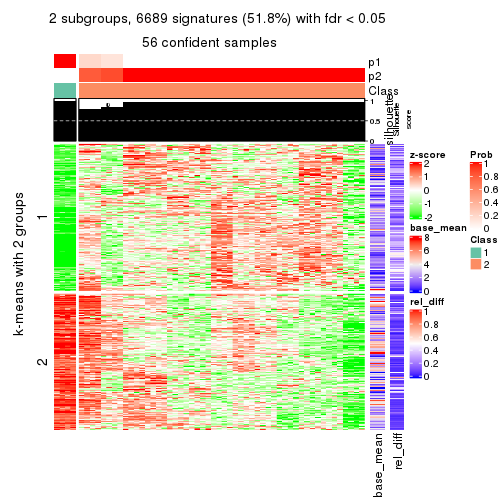 2 subgroups, 6689 signatures (51.8%) with fdr < 0.05
56 confident samples
p1
p2
Class
1
0.5
0
silhouette
Silhouette
score
k-means with 2 groups
1
2
z-score
2
1
0
-1
-2
base_mean
8
6
4
2
0
rel_diff
1
0.8
0.6
0.4
0.2
0
Prob
1
0.8
0.6
0.4
0.2
0
Class
1
2
base_mean
rel_diff